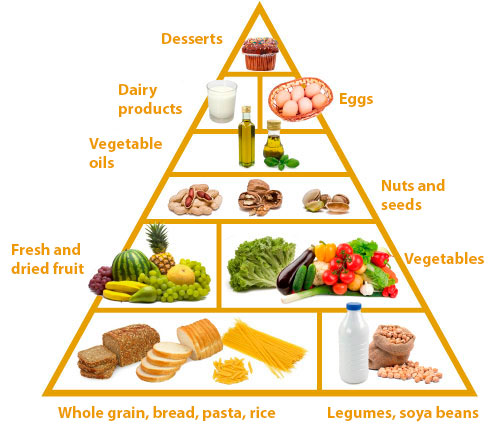 Desserts
Dairy
products
Eggs
Vegetable
oils
Nuts and
seeds
Fresh and
dried fruit
Vegetables
Whole grain, bread, pasta, rice
Legumes, soya beans